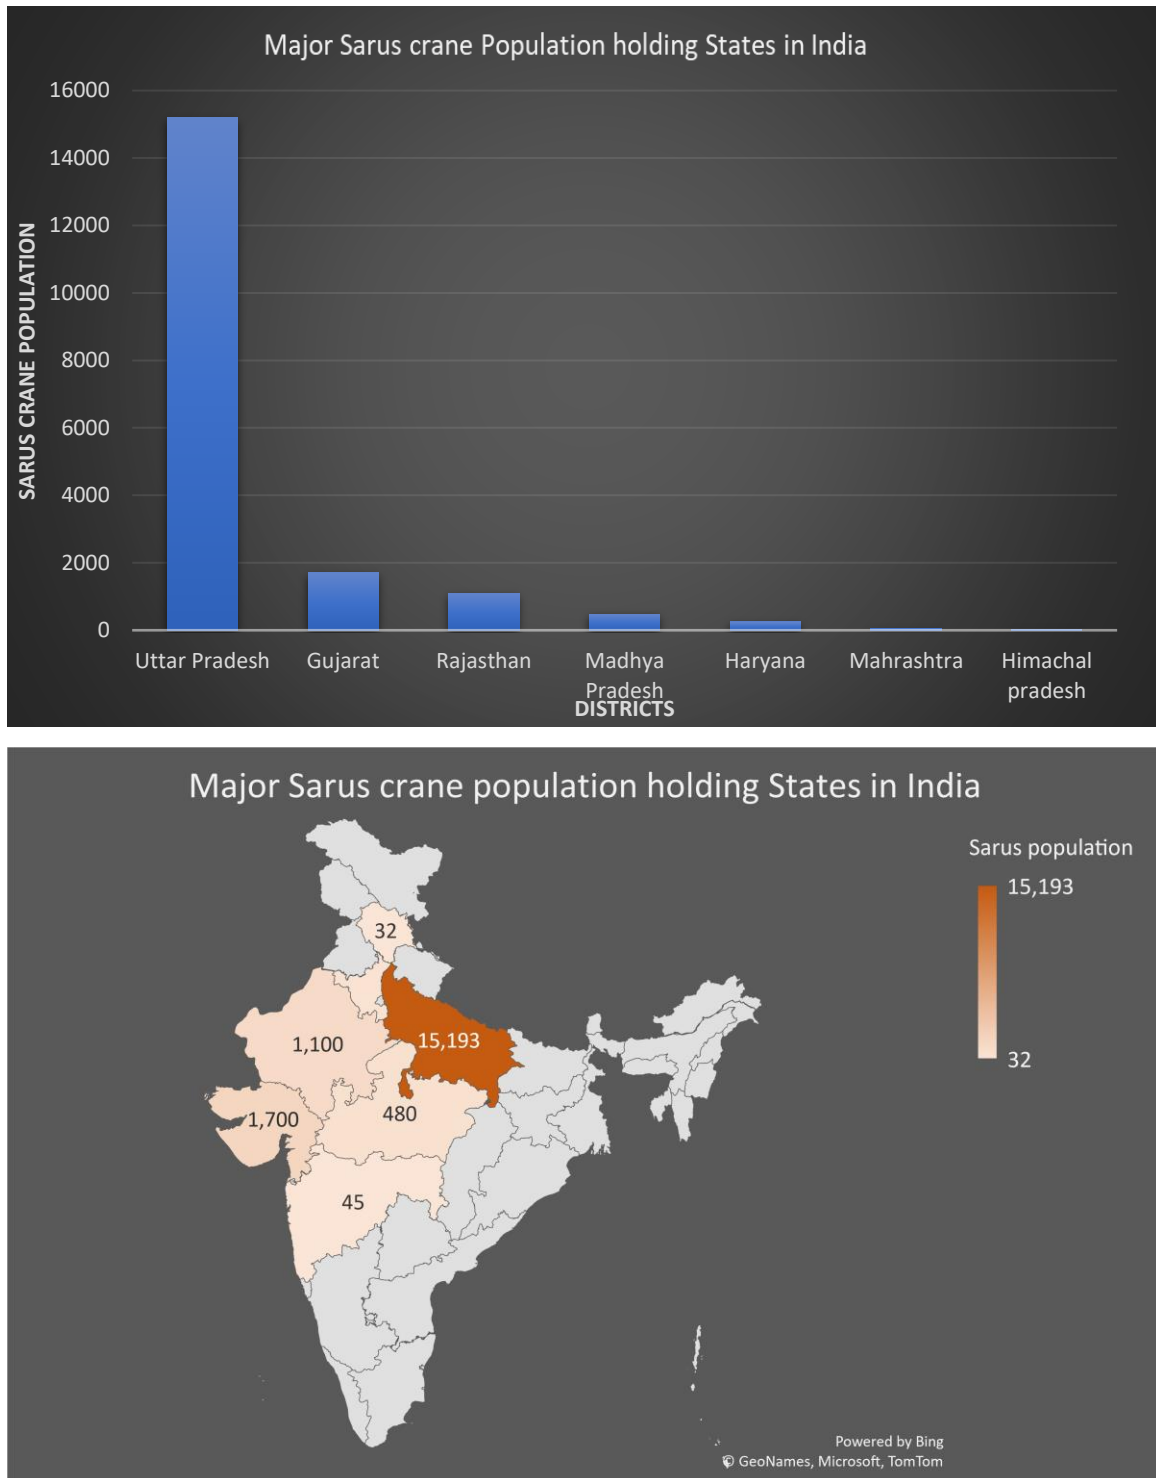 Major Sarus crane Population holding States in India
16000
14000
12000
10000
8000
6000
4000
2000
0
SARUS CRANE POPULATION
Uttar Pradesh
Gujarat
Rajasthan
Madhya
Pradesh
Haryana
Mahrashtra
Himachal
pradesh
DISTRICTS
Major Sarus crane population holding States in India
Sarus population
15,193
32
32
15,193
1,100
480
1,700
45
Powered by Bing
© GeoNames, Microsoft, TomTom